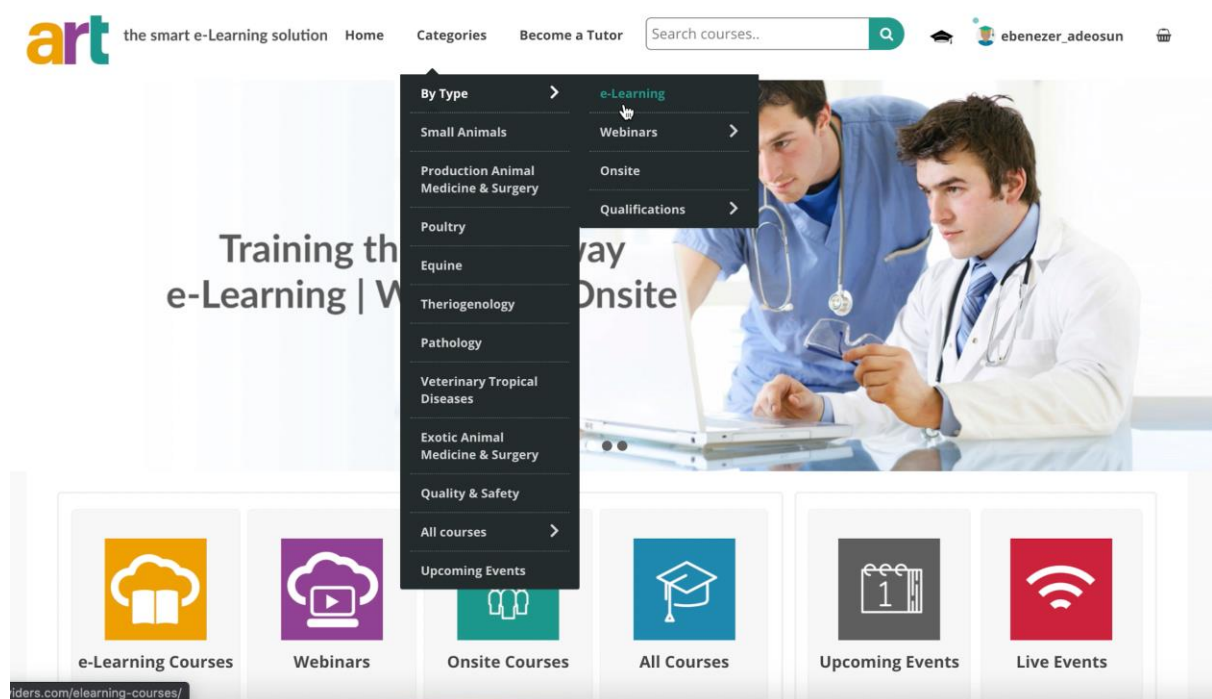 art
the smart e-Learning solution
Home
Categories
Become a Tutor
Search courses..
ebenezer_adeosun
By Type
Small Animals
Production Animal
Medicine & Surgery
Poultry
Equine
Theriogenology
Pathology
Veterinary Tropical
Diseases
Exotic Animal
Medicine & Surgery
Quality & Safety
All courses
Upcoming Events
e-Learning
Webinars
Onsite
Qualifications
Training th
e-Learning | Onsite
1
e-Learning Courses
Webinars
Onsite Courses
All Courses
Upcoming Events
Live Events
iders.com/elearning-courses/